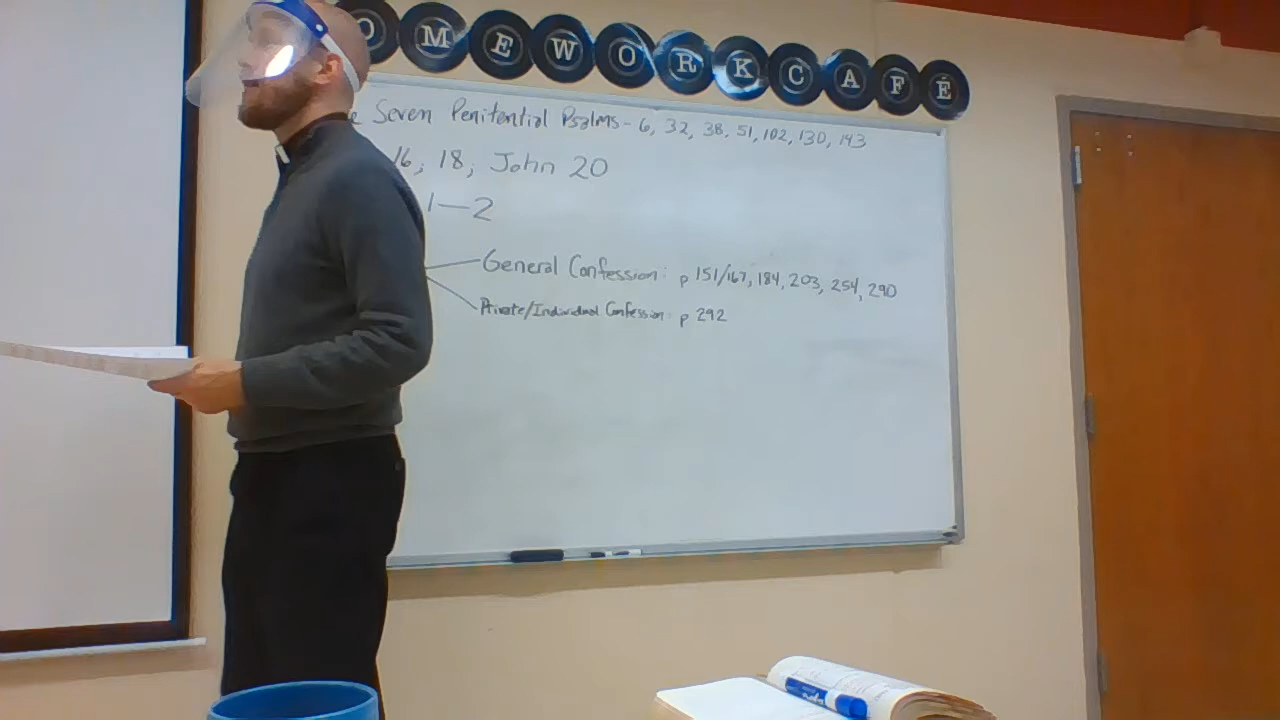 OMEWORKCAFÉ
e Seven Penitential Psalms - 6, 32, 38, 51, 102, 130, 143
16; 18; John 20
1—2
General Confession: p 151/167, 184, 203, 254, 290
Private/Individual Confession: p 292